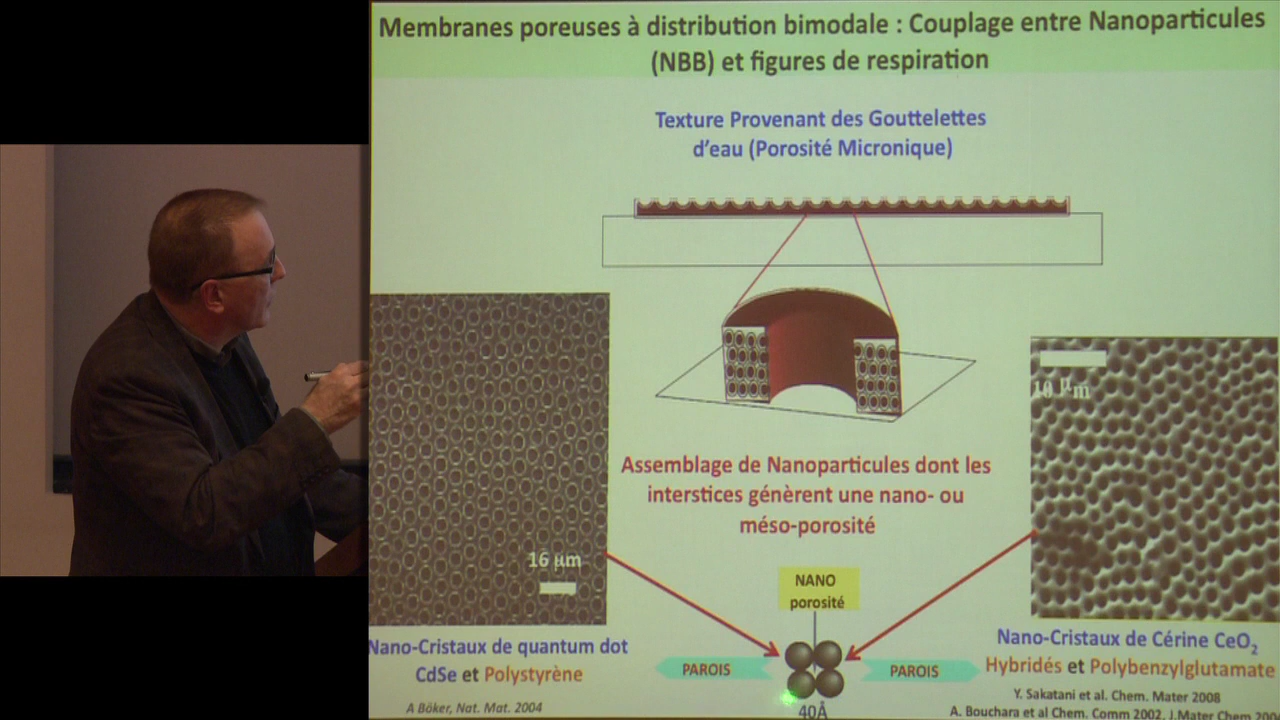 Membranes poreuses à distribution bimodale : Couplage entre Nanoparticules
(NBB) et figures de respiration
Texture Provenant des Gouttelettes
d'eau (Porosité Micronique)
10 µm
Assemblage de Nanoparticules dont les
interstices génèrent une nano- ou
méso-porosité
16 µm
NANO
porosité
Nano-Cristaux de quantum dot
CdSe et Polystyrène
PAROIS
PAROIS
Nano-Cristaux de Cérine CeO₂
Hybridés et Polybenzylglutamate
A Böker, Nat. Mat. 2004
40Å
Y. Sakatani et al. Chem. Mater 2008
A. Bouchara et al Chem. Comm 2002, J.Mater Chem